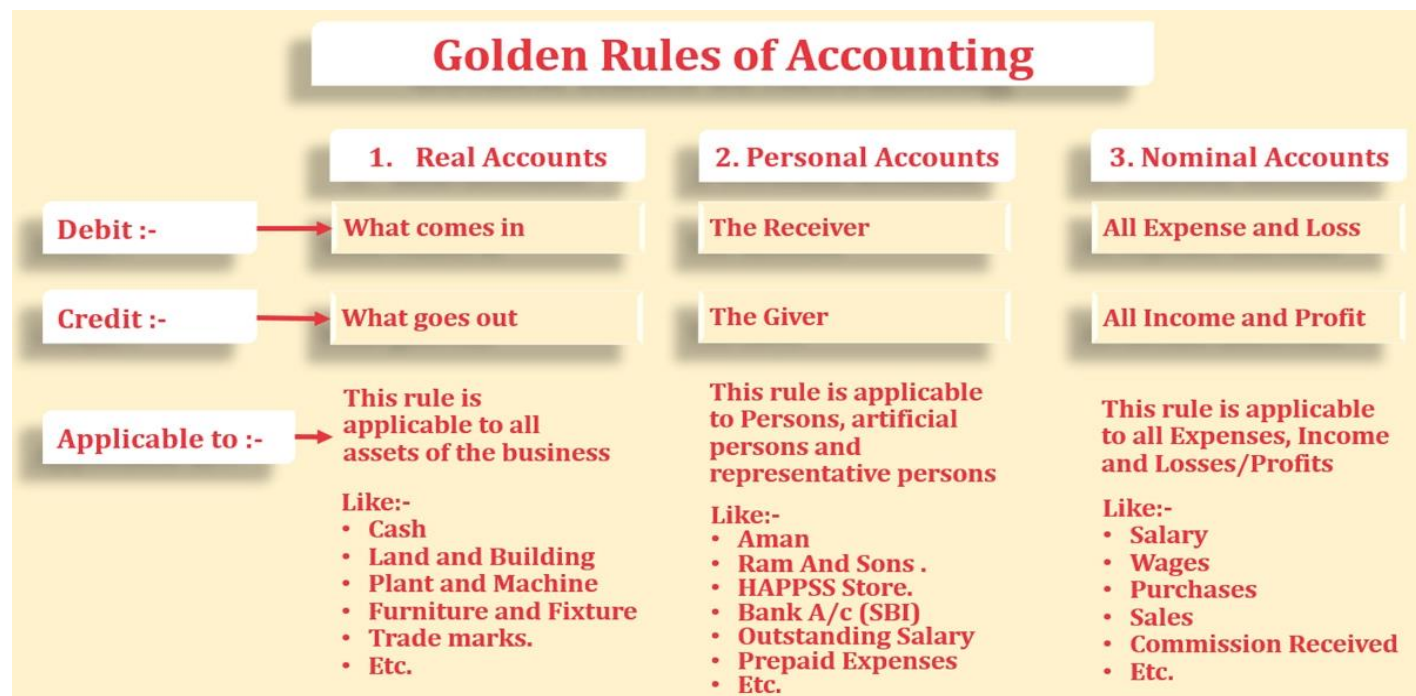 Golden Rules of Accounting
1. Real Accounts
2. Personal Accounts
3. Nominal Accounts
Debit :-
What comes in
The Receiver
All Expense and Loss
Credit :-
What goes out
The Giver
All Income and Profit
Applicable to :-
This rule is
applicable to all
assets of the business
Like:-
• Cash
• Land and Building
• Plant and Machine
• Furniture and Fixture
• Trade marks.
• Etc.
This rule is applicable
to Persons, artificial
persons and
representative persons
Like:-
• Aman
• Ram And Sons .
• HAPPSS Store.
• Bank A/c (SBI)
• Outstanding Salary
• Prepaid Expenses
• Etc.
This rule is applicable
to all Expenses, Income
and Losses/Profits
Like:-
• Salary
• Wages
• Purchases
• Sales
• Commission Received
• Etc.